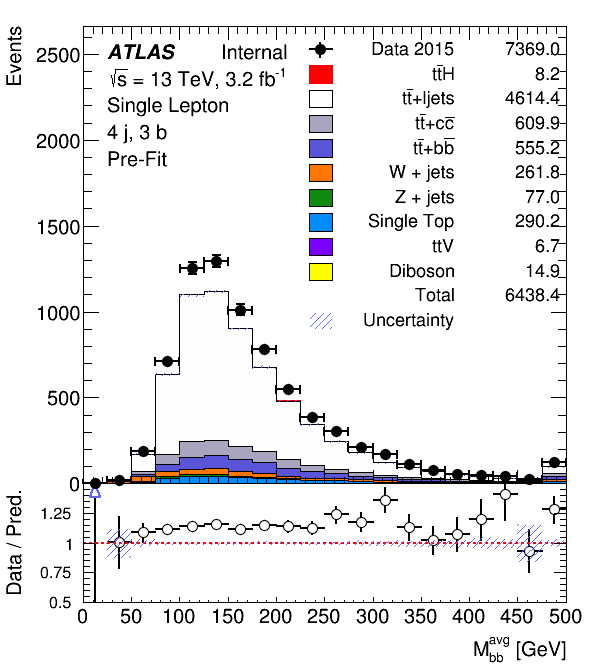 ATLAS Internal
√s = 13 TeV, 3.2 fb⁻¹
Single Lepton
4 j, 3 b
Pre-Fit
Data 2015 7369.0
tt̄H 8.2
tt̄+ljets 4614.4
tt̄+cc̄ 609.9
tt̄+bb̄ 555.2
W + jets 261.8
Z + jets 77.0
Single Top 290.2
ttV 6.7
Diboson 14.9
Total 6438.4
Uncertainty
Events
2500
2000
1500
1000
500
0
Data / Pred.
1.25
1
0.75
0.5
0 50 100 150 200 250 300 350 400 450 500
M_bb^avg [GeV]